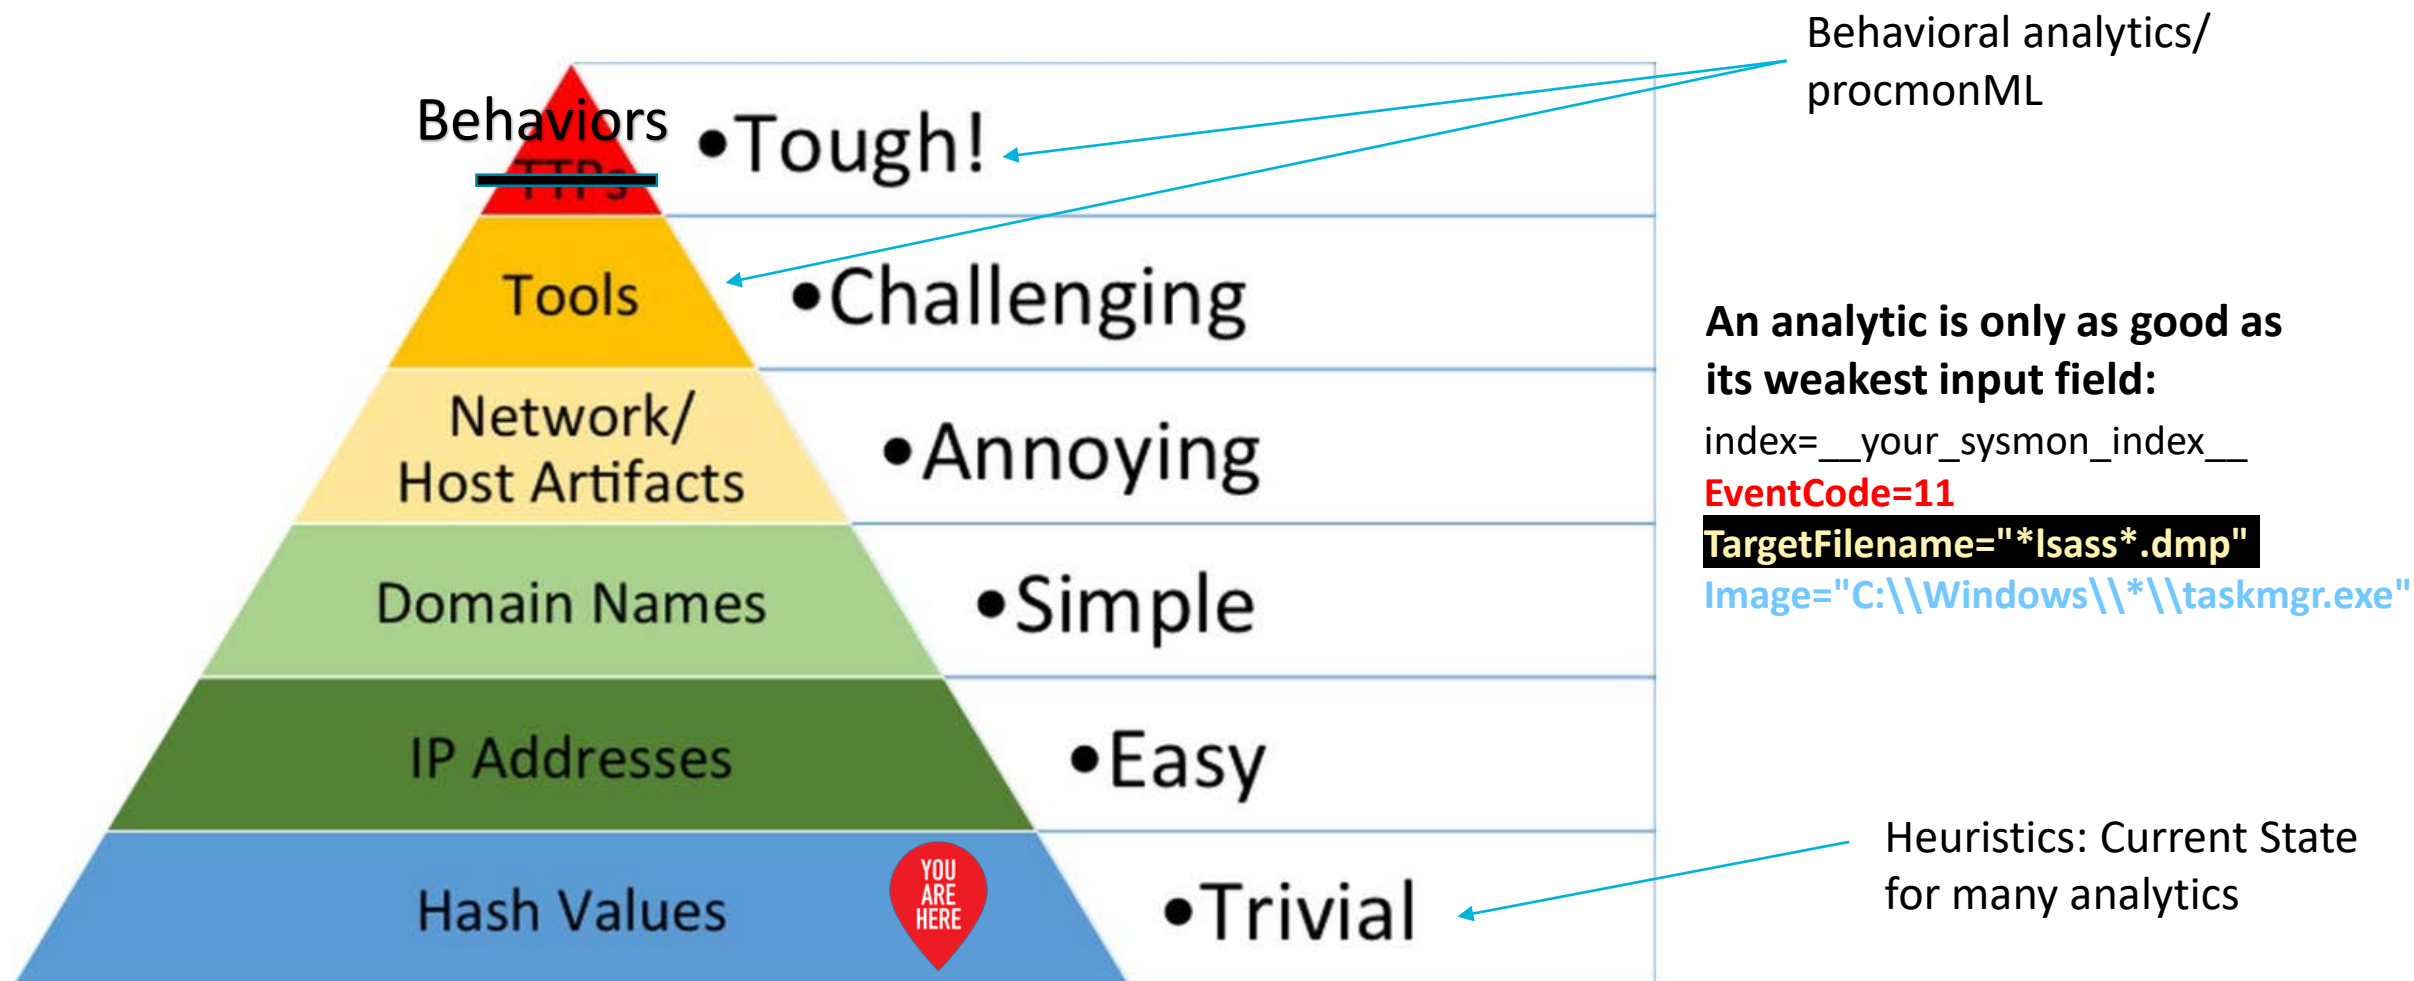 Behaviors
TTPs
•Tough!
Tools
•Challenging
Network/
Host Artifacts
•Annoying
Domain Names
•Simple
IP Addresses
•Easy
Hash Values
YOU
ARE
HERE
•Trivial
Behavioral analytics/
procmonML
An analytic is only as good as
its weakest input field:
index=__your_sysmon_index__
EventCode=11
TargetFilename="*lsass*.dmp"
Image="C:\\Windows\\*\\taskmgr.exe"
Heuristics: Current State
for many analytics